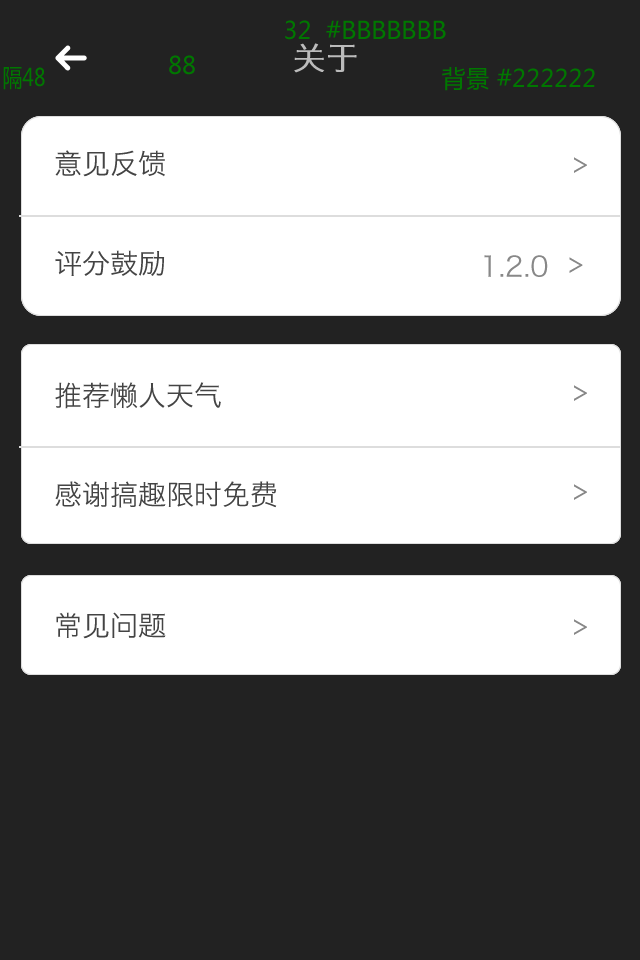 32 #BBBBBBB
关于
88
隔48
背景 #222222
意见反馈 >
评分鼓励 1.2.0 >
推荐懒人天气 >
感谢搞趣限时免费 >
常见问题 >